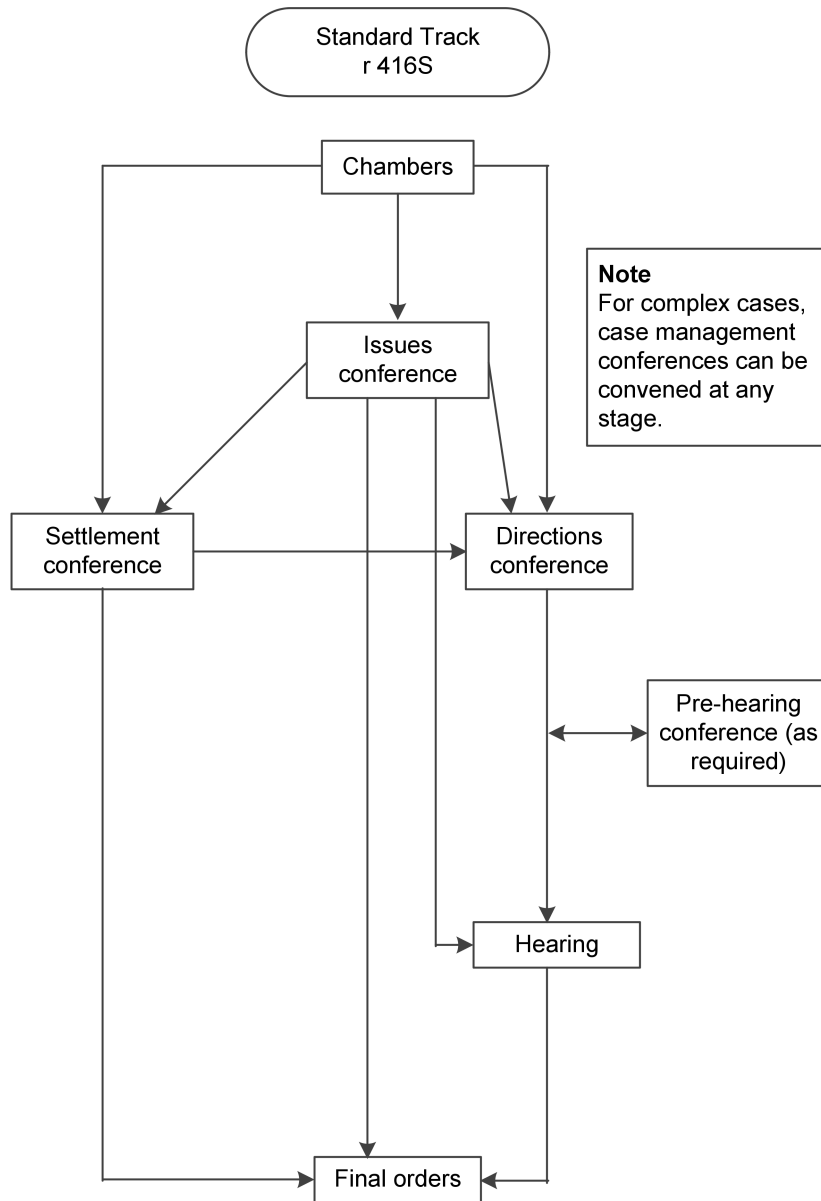 Standard Track
r 416S
Chambers
Note
For complex cases,
case management
conferences can be
convened at any
stage.
Issues
conference
Settlement
conference
Directions
conference
Pre-hearing
conference (as
required)
Hearing
Final orders